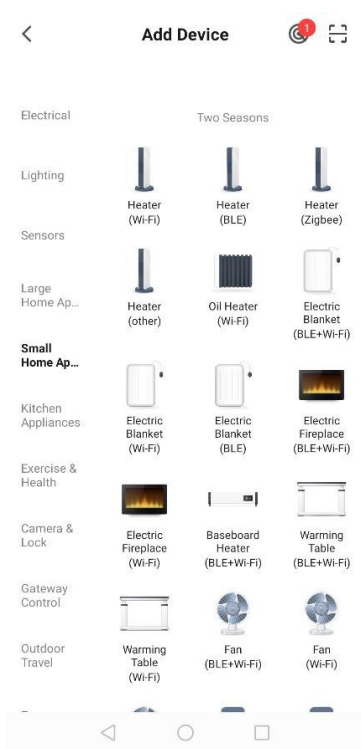 Add Device
1
Electrical
Lighting
Sensors
Large
Home Ap...
Small
Home Ap...
Kitchen
Appliances
Exercise &
Health
Camera &
Lock
Gateway
Control
Outdoor
Travel
Two Seasons
Heater
(Wi-Fi)
Heater
(BLE)
Heater
(Zigbee)
Heater
(other)
Oil Heater
(Wi-Fi)
Electric
Blanket
(BLE+Wi-Fi)
Electric
Blanket
(Wi-Fi)
Electric
Blanket
(BLE)
Electric
Fireplace
(BLE+Wi-Fi)
Electric
Fireplace
(Wi-Fi)
Baseboard
Heater
(BLE+Wi-Fi)
Warming
Table
(BLE+Wi-Fi)
Warming
Table
(Wi-Fi)
Fan
(BLE+Wi-Fi)
Fan
(Wi-Fi)